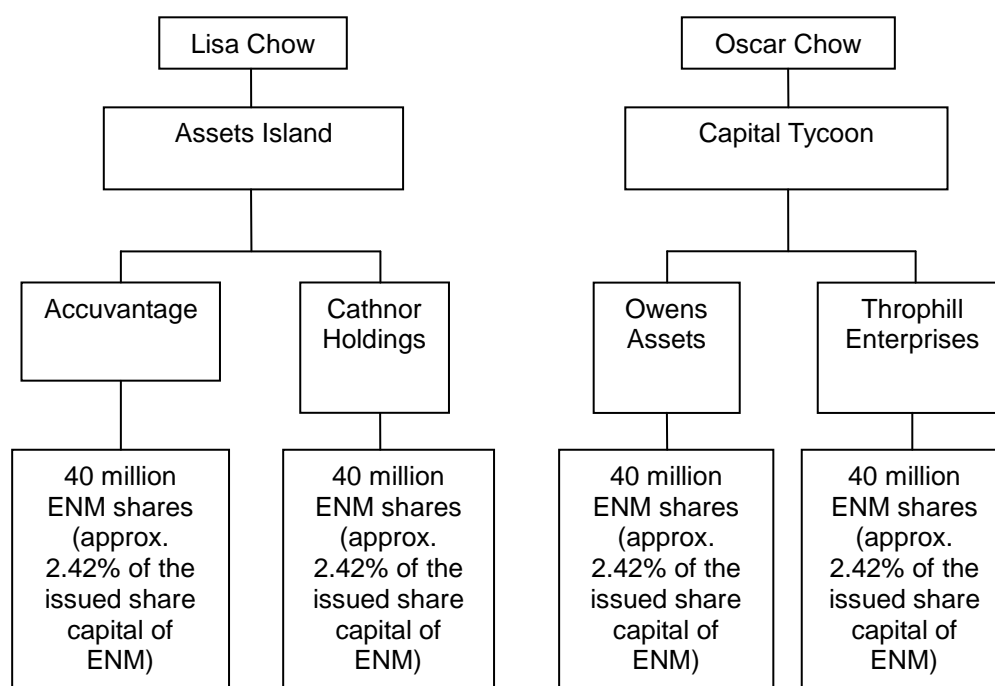 Lisa Chow
Oscar Chow
Assets Island
Capital Tycoon
Accuvantage
Cathnor
Holdings
Owens
Assets
Throphill
Enterprises
40 million
ENM shares
(approx.
2.42% of the
issued share
capital of
ENM)
40 million
ENM shares
(approx.
2.42% of the
issued share
capital of
ENM)
40 million
ENM shares
(approx.
2.42% of the
issued share
capital of
ENM)
40 million
ENM shares
(approx.
2.42% of the
issued share
capital of
ENM)